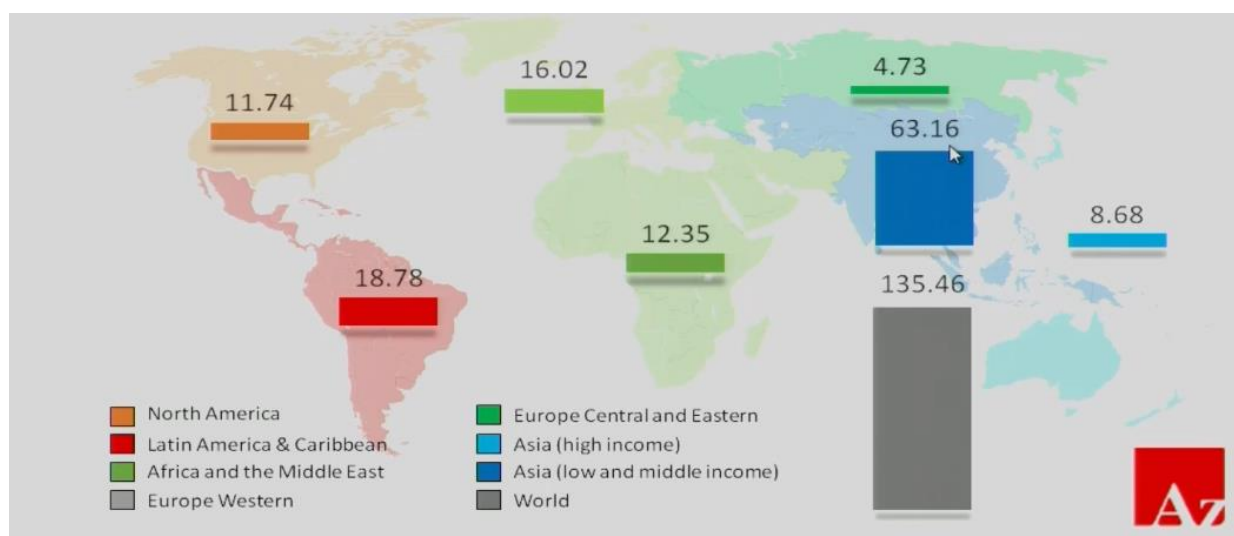 16.02
4.73
11.74
63.16
8.68
12.35
18.78
135.46
North America
Latin America & Caribbean
Africa and the Middle East
Europe Western
Europe Central and Eastern
Asia (high income)
Asia (low and middle income)
World
Az